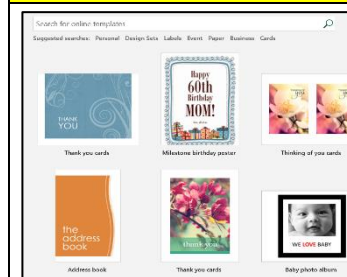 Search for online templates
Suggested searches: Personal Design Sets Labels Event Paper Business Cards
THANK
YOU
Happy
60th
Birthday
MOM!
Thank you cards
Milestone birthday poster
Thinking of you cards
the
address
book
thank you
WE LOVE BABY
Address book
Thank you cards
Baby photo album